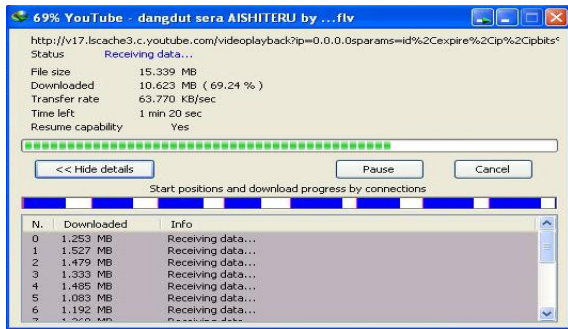 69% YouTube - dangdut sera AISHITERU by ...flv
http://v17.lscache3.c.youtube.com/videoplayback?ip=0.0.0.0sparams=id%2Cexpire%2Cip%2Cipbits%
Status Receiving data...
File size 15.339 MB
Downloaded 10.623 MB ( 69.24 % )
Transfer rate 63.770 KB/sec
Time left 1 min 20 sec
Resume capability Yes
<< Hide details Pause Cancel
Start positions and download progress by connections
N. Downloaded Info
0 1.253 MB Receiving data...
1 1.527 MB Receiving data...
2 1.479 MB Receiving data...
3 1.333 MB Receiving data...
4 1.485 MB Receiving data...
5 1.083 MB Receiving data...
6 1.192 MB Receiving data...